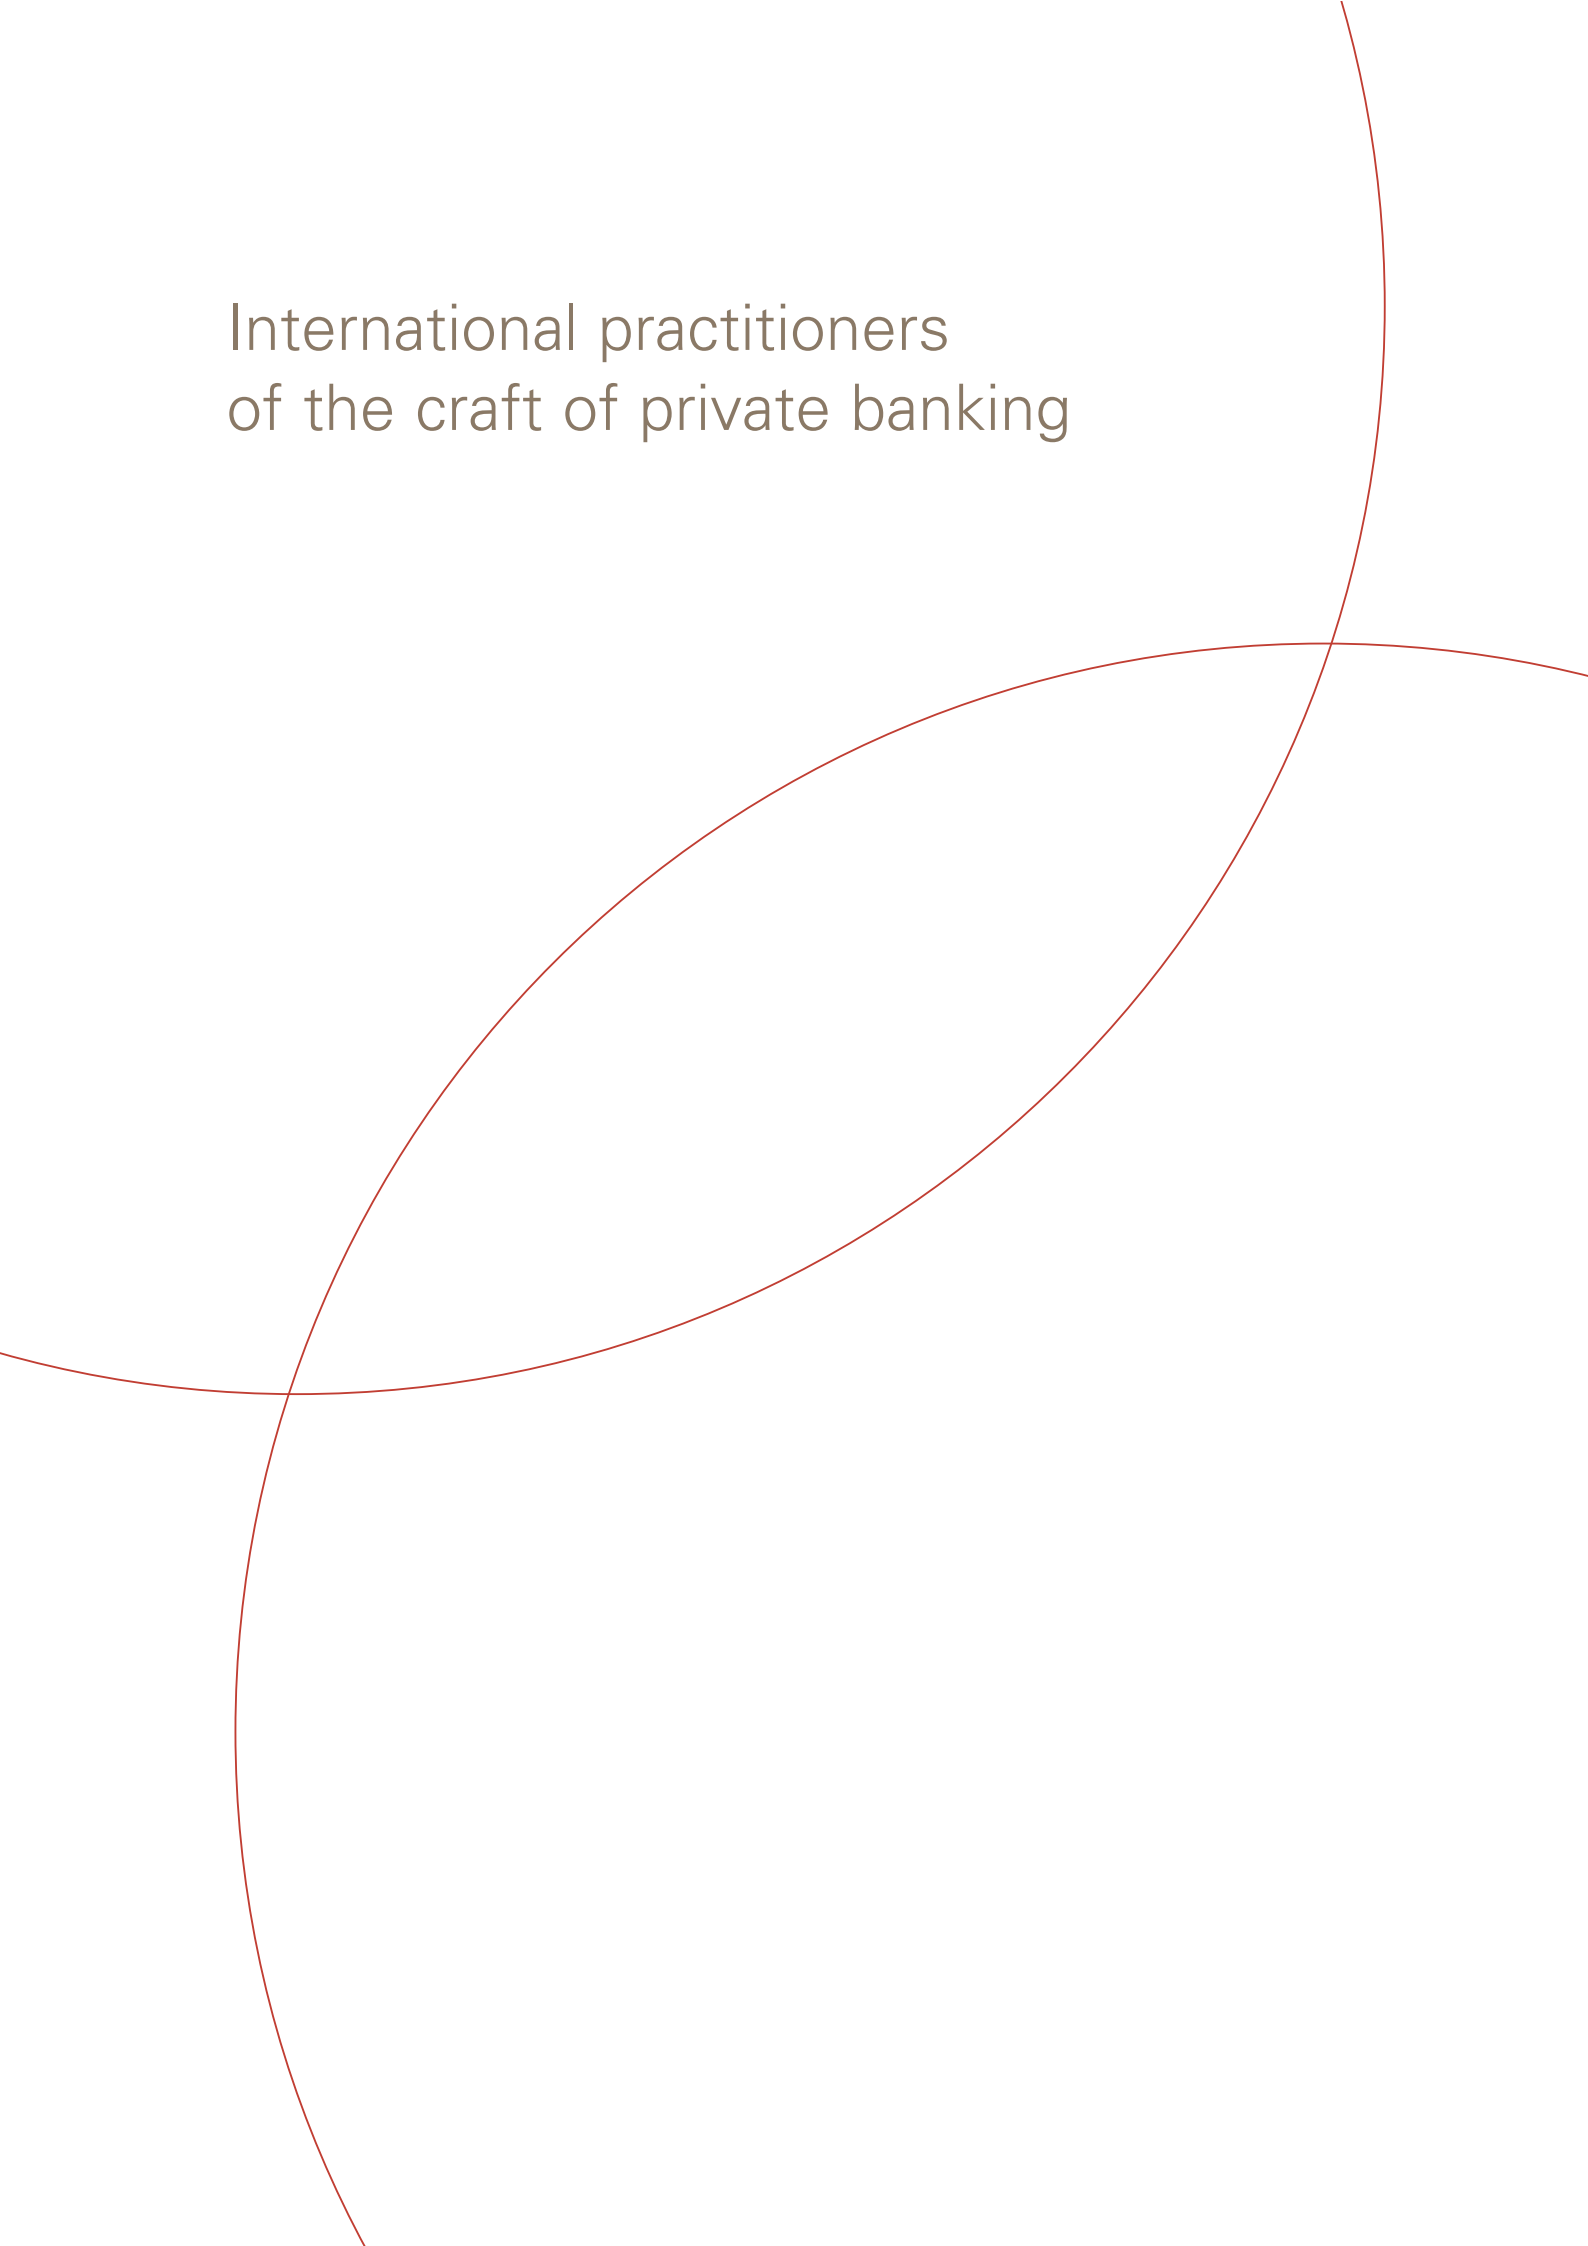 International practitioners
of the craft of private banking